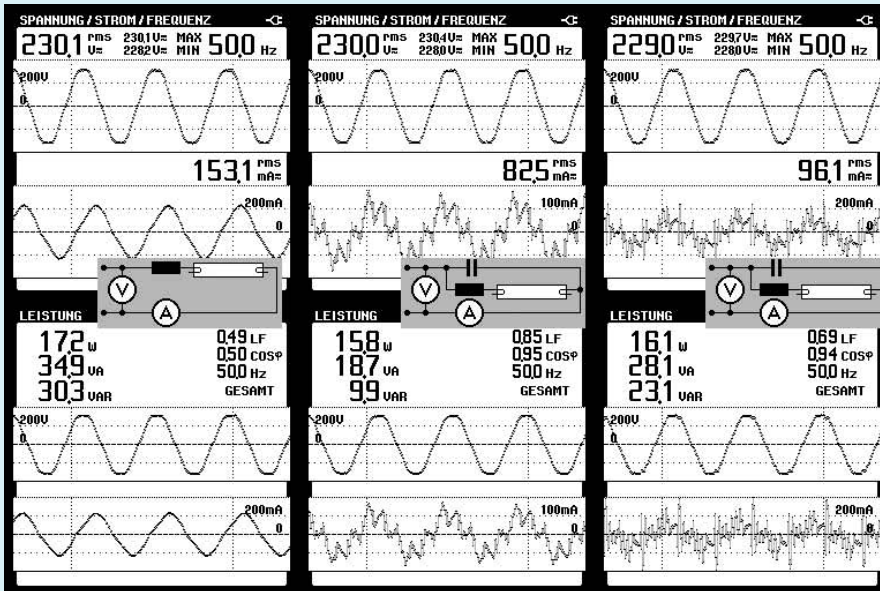 SPANNUNG / STROM / FREQUENZ
230,1 rms V≂ 230,1 V≂ MAX 228,2 V≂ MIN 50,0 Hz
200V
0
153,1 rms mA≂
200mA
0
V
A
LEISTUNG
17,2 W 0,49 LF
34,9 VA 0,50 COSφ
30,3 VAR 50,0 Hz
GESAMT
200V
0
200mA
0
SPANNUNG / STROM / FREQUENZ
230,0 rms V≂ 230,4 V≂ MAX 228,0 V≂ MIN 50,0 Hz
200V
0
82,5 rms mA≂
100mA
0
V
A
LEISTUNG
15,8 W 0,85 LF
18,7 VA 0,95 COSφ
9,9 VAR 50,0 Hz
GESAMT
200V
0
100mA
0
SPANNUNG / STROM / FREQUENZ
229,0 rms V≂ 229,7 V≂ MAX 228,0 V≂ MIN 50,0 Hz
200V
0
96,1 rms mA≂
200mA
0
V
A
LEISTUNG
16,1 W 0,69 LF
28,1 VA 0,94 COSφ
23,1 VAR 50,0 Hz
GESAMT
200V
0
200mA
0